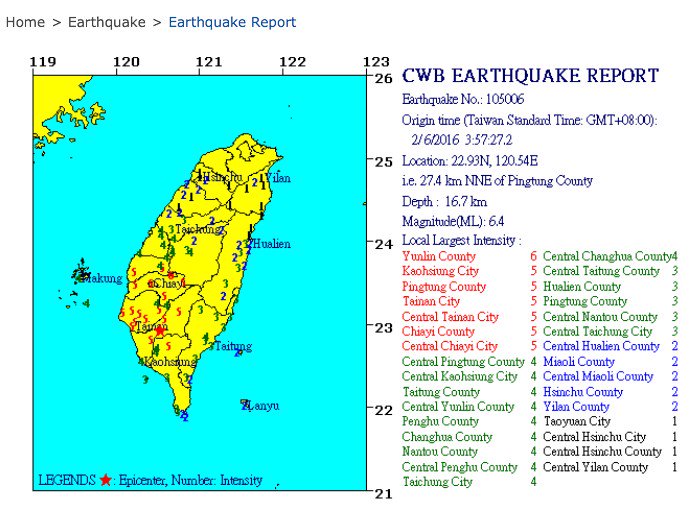 Home > Earthquake > Earthquake Report
119 120 121 122 123
26
25
24
23
22
21
Hsinchu
Yilan
Taichung
Hualien
Makung
Chiayi
Tainan
Taitung
Kaohsiung
Lanyu
LEGENDS ★: Epicenter, Number: Intensity
CWB EARTHQUAKE REPORT
Earthquake No.: 105006
Origin time (Taiwan Standard Time: GMT+08:00):
2/6/2016 3:57:27.2
Location: 22.93N, 120.54E
i.e. 27.4 km NNE of Pingtung County
Depth : 16.7 km
Magnitude(ML): 6.4
Local Largest Intensity :
Yunlin County 6 Central Changhua County 4
Kaohsiung City 5 Central Taitung County 3
Pingtung County 5 Hualien County 3
Tainan City 5 Pingtung County 3
Central Tainan City 5 Central Nantou County 3
Chiayi County 5 Central Taichung City 3
Central Chiayi City 5 Central Hualien County 2
Central Pingtung County 4 Miaoli County 2
Central Kaohsiung City 4 Central Miaoli County 2
Taitung County 4 Hsinchu County 2
Central Yunlin County 4 Yilan County 2
Penghu County 4 Taoyuan City 1
Changhua County 4 Central Hsinchu City 1
Nantou County 4 Central Hsinchu County 1
Central Penghu County 4 Central Yilan County 1
Taichung City 4